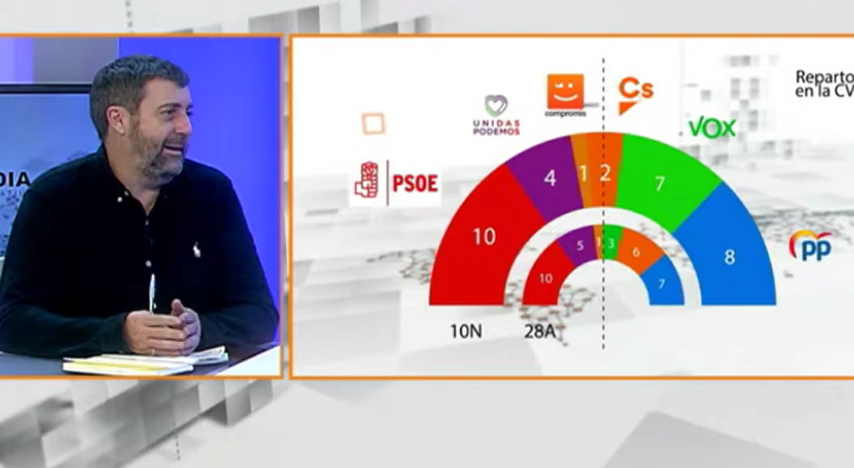 DIA
Reparto
en la CV
UNIDAS
PODEMOS
compromís
Cs
VOX
PSOE
PP
10
4
1
2
7
8
10
5
1
3
6
7
10N
28A